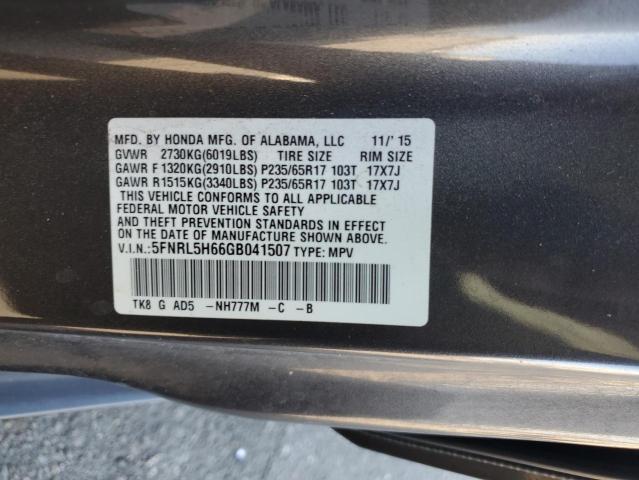 MFD. BY HONDA MFG. OF ALABAMA, LLC 11/' 15
GVWR 2730KG(6019LBS) TIRE SIZE RIM SIZE
GAWR F 1320KG(2910LBS) P235/65R17 103T 17X7J
GAWR R1515KG(3340LBS) P235/65R17 103T 17X7J
THIS VEHICLE CONFORMS TO ALL APPLICABLE
FEDERAL MOTOR VEHICLE SAFETY
AND THEFT PREVENTION STANDARDS IN EFFECT
ON THE DATE OF MANUFACTURE SHOWN ABOVE.
V.I.N.:5FNRL5H66GB041507 TYPE: MPV
TK8 G AD5 -NH777M -C -B